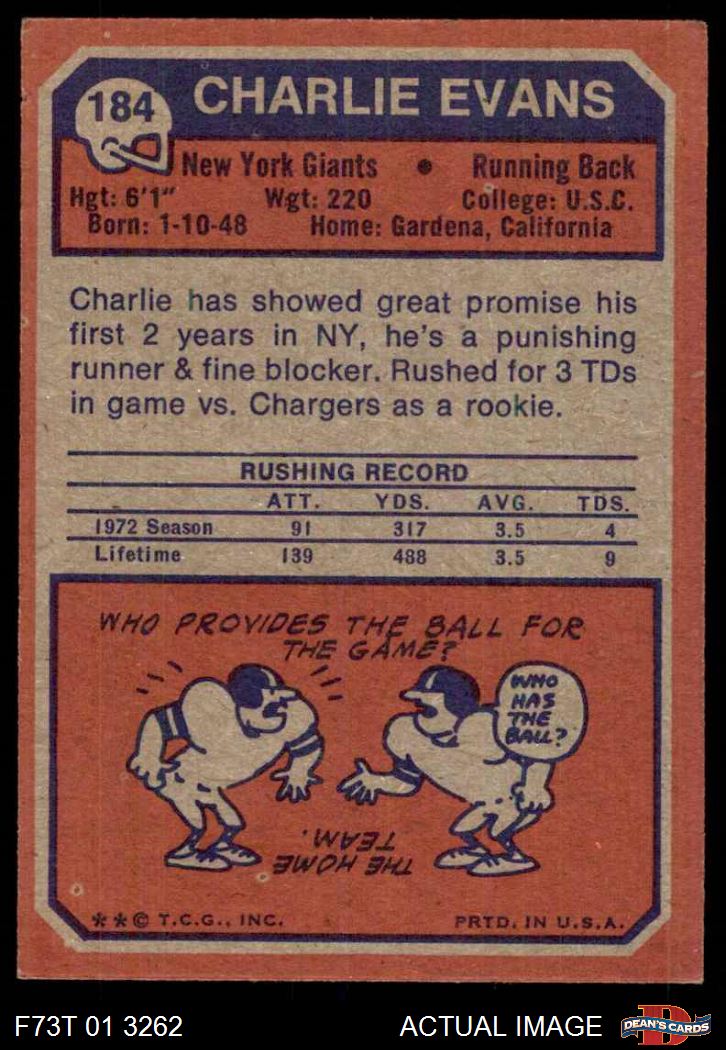 184
CHARLIE EVANS
New York Giants • Running Back
Hgt: 6'1" Wgt: 220 College: U.S.C.
Born: 1-10-48 Home: Gardena, California
Charlie has showed great promise his
first 2 years in NY, he's a punishing
runner & fine blocker. Rushed for 3 TDs
in game vs. Chargers as a rookie.
RUSHING RECORD
ATT. YDS. AVG. TDS.
1972 Season 91 317 3.5 4
Lifetime 139 488 3.5 9
WHO PROVIDES THE BALL FOR
THE GAME?
WHO
HAS
THE
BALL?
THE HOME
TEAM.
**© T.C.G., INC. PRTD. IN U.S.A.
F73T 01 3262 ACTUAL IMAGE
D
DEAN'S CARDS